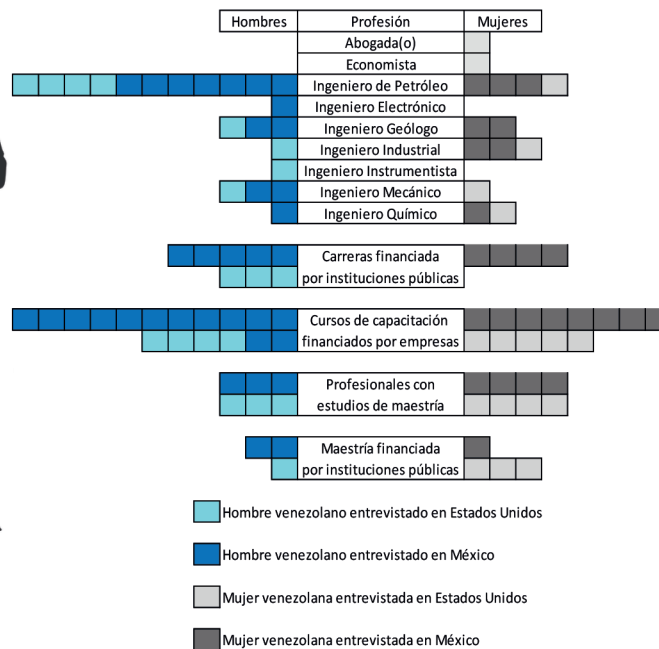 Hombres Profesión Mujeres
Abogada(o)
Economista
Ingeniero de Petróleo
Ingeniero Electrónico
Ingeniero Geólogo
Ingeniero Industrial
Ingeniero Instrumentista
Ingeniero Mecánico
Ingeniero Químico
Carreras financiada
por instituciones públicas
Cursos de capacitación
financiados por empresas
Profesionales con
estudios de maestría
Maestría financiada
por instituciones públicas
Hombre venezolano entrevistado en Estados Unidos
Hombre venezolano entrevistado en México
Mujer venezolana entrevistada en Estados Unidos
Mujer venezolana entrevistada en México